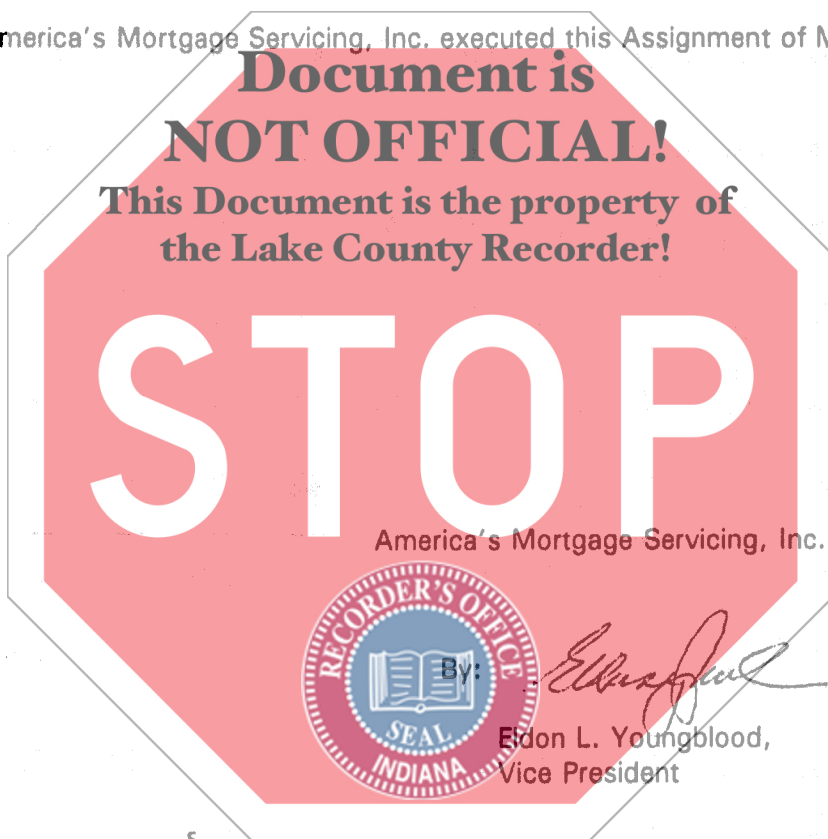 merica's Mortgage Servicing, Inc. executed this Assignment of M
Document is
NOT OFFICIAL!
This Document is the property of
the Lake County Recorder!
STOP
America's Mortgage Servicing, Inc.
RECORDER'S OFFICE
By:
SEAL
INDIANA
Eldon L. Youngblood,
Vice President